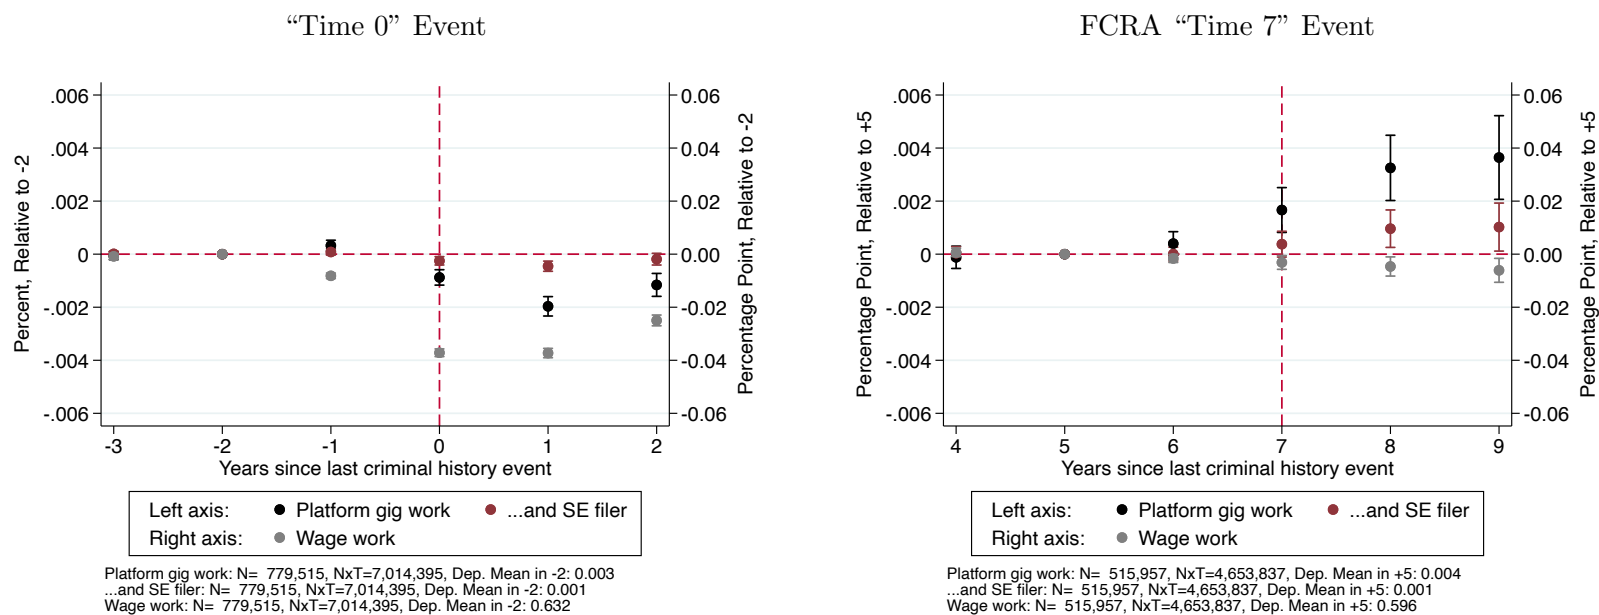 “Time 0” Event
.006
.004
.002
0
-.002
-.004
-.006
Percent, Relative to -2
0.06
0.04
0.02
0.00
-0.02
-0.04
-0.06
Percentage Point, Relative to -2
-3 -2 -1 0 1 2
Years since last criminal history event
Left axis: Platform gig work ...and SE filer
Right axis: Wage work
Platform gig work: N= 779,515, NxT=7,014,395, Dep. Mean in -2: 0.003
...and SE filer: N= 779,515, NxT=7,014,395, Dep. Mean in -2: 0.001
Wage work: N= 779,515, NxT=7,014,395, Dep. Mean in -2: 0.632
FCRA “Time 7” Event
.006
.004
.002
0
-.002
-.004
-.006
Percentage Point, Relative to +5
0.06
0.04
0.02
0.00
-0.02
-0.04
-0.06
Percentage Point, Relative to +5
4 5 6 7 8 9
Years since last criminal history event
Left axis: Platform gig work ...and SE filer
Right axis: Wage work
Platform gig work: N= 515,957, NxT=4,653,837, Dep. Mean in +5: 0.004
...and SE filer: N= 515,957, NxT=4,653,837, Dep. Mean in +5: 0.001
Wage work: N= 515,957, NxT=4,653,837, Dep. Mean in +5: 0.596